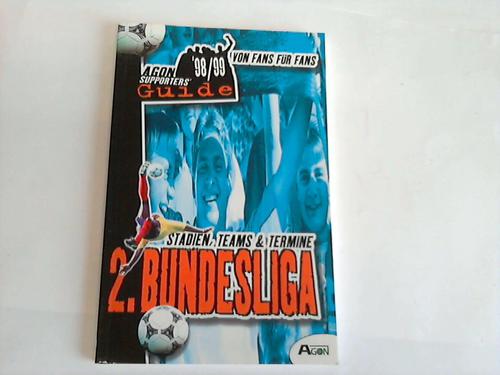 AGON '98/99
SUPPORTERS'
Guide
VON FANS FÜR FANS
STADIEN, TEAMS & TERMINE
2. BUNDESLIGA
AGON